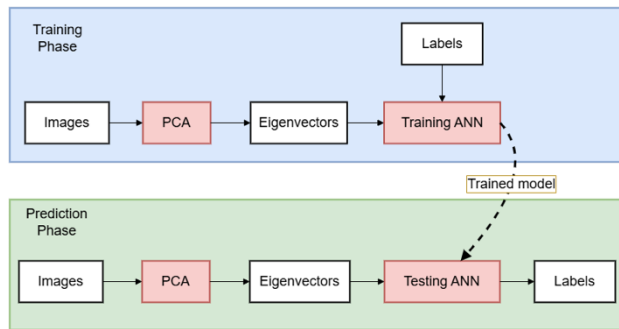 Training
Phase
Labels
Images
PCA
Eigenvectors
Training ANN
Trained model
Prediction
Phase
Images
PCA
Eigenvectors
Testing ANN
Labels